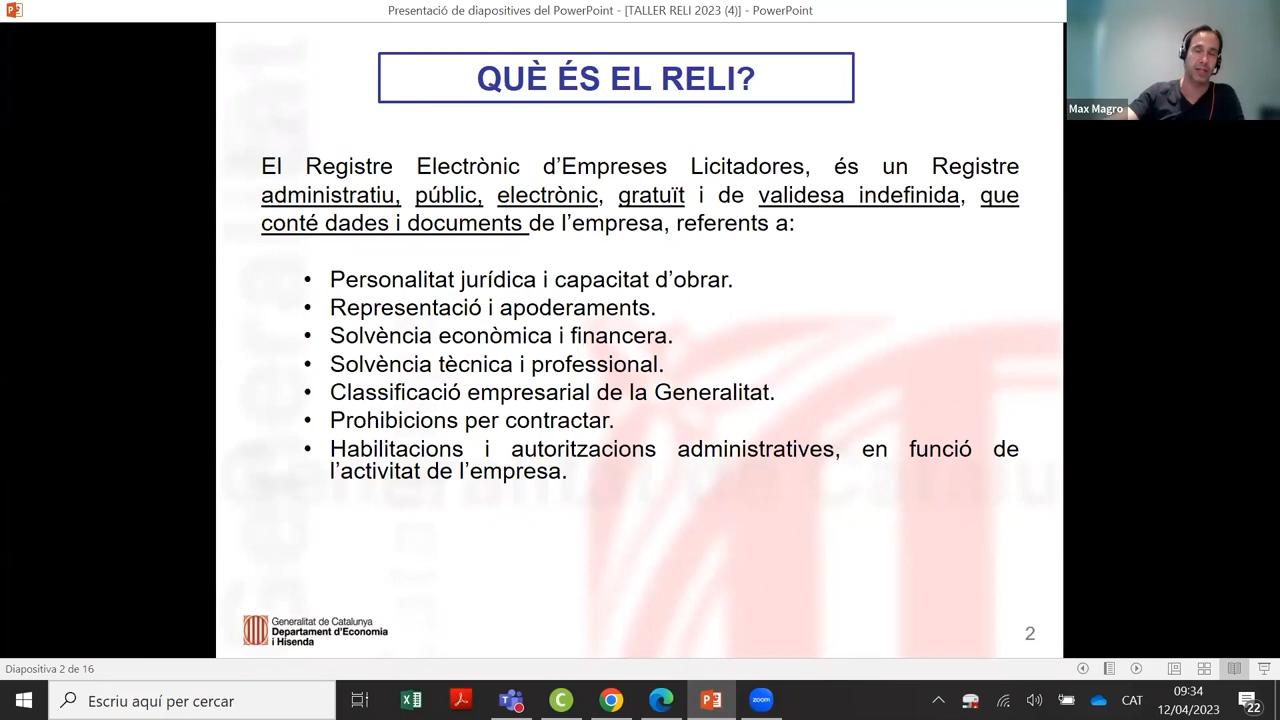 Presentació de diapositives del PowerPoint - [TALLER RELI 2023 (4)] - PowerPoint
Max Magro
QUÈ ÉS EL RELI?
El Registre Electrònic d’Empreses Licitadores, és un Registre
administratiu, públic, electrònic, gratuït i de validesa indefinida, que
conté dades i documents de l’empresa, referents a:
• Personalitat jurídica i capacitat d’obrar.
• Representació i apoderaments.
• Solvència econòmica i financera.
• Solvència tècnica i professional.
• Classificació empresarial de la Generalitat.
• Prohibicions per contractar.
• Habilitacions i autoritzacions administratives, en funció de
l’activitat de l’empresa.
Generalitat de Catalunya
Departament d'Economia
i Hisenda
2
Diapositiva 2 de 16
Escriu aquí per cercar
zoom
CAT
09:34
12/04/2023
22